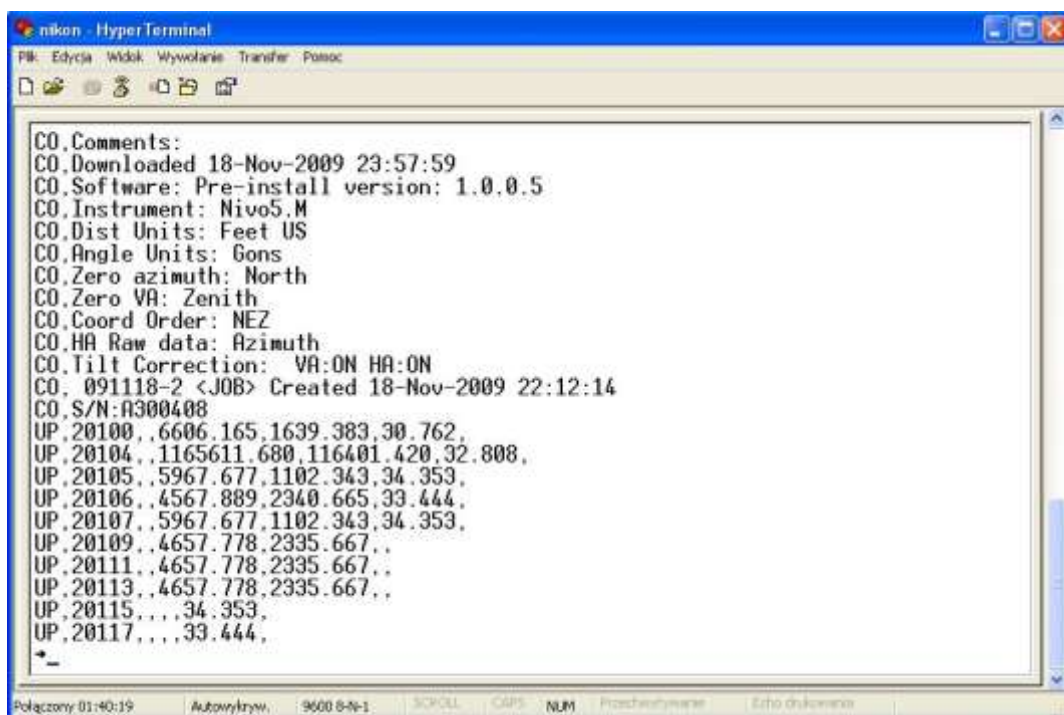 nikon - HyperTerminal
Plik Edycja Widok Wywołanie Transfer Pomoc
CO,Comments:
CO,Downloaded 18-Nov-2009 23:57:59
CO,Software: Pre-install version: 1.0.0.5
CO,Instrument: Nivo5.M
CO,Dist Units: Feet US
CO,Angle Units: Gons
CO,Zero azimuth: North
CO,Zero VA: Zenith
CO,Coord Order: NEZ
CO,HA Raw data: Azimuth
CO,Tilt Correction:  VA:ON HA:ON
CO, 091118-2 <JOB> Created 18-Nov-2009 22:12:14
CO,S/N:A300408
UP,20100,,6606.165,1639.383,30.762,
UP,20104,,1165611.680,116401.420,32.808,
UP,20105,,5967.677,1102.343,34.353,
UP,20106,,4567.889,2340.665,33.444,
UP,20107,,5967.677,1102.343,34.353,
UP,20109,,4657.778,2335.667,,
UP,20111,,4657.778,2335.667,,
UP,20113,,4657.778,2335.667,,
UP,20115,,,,34.353,
UP,20117,,,,33.444,
Połączony 01:40:19 Autowykryw. 9600 8-N-1 SCROLL CAPS NUM Przechwytywanie Echo drukowania